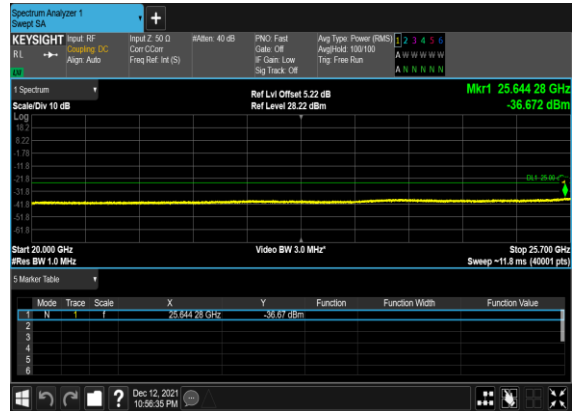 Spectrum Analyzer 1
Swept SA
+
KEYSIGHT Input: RF Input Z: 50 Ω #Atten: 40 dB PNO: Fast Avg Type: Power (RMS) 1 2 3 4 5 6
RL Coupling: DC Corr CCorr Gate: Off Avg|Hold: 100/100 A W W W W W
Align: Auto Freq Ref: Int (S) IF Gain: Low Trig: Free Run A N N N N N
Sig Track: Off
1 Spectrum Ref Lvl Offset 5.22 dB Mkr1 25.644 28 GHz
Scale/Div 10 dB Ref Level 28.22 dBm -36.672 dBm
Log
18.2
8.22
-1.78
-11.8
-21.8
DL1 -25.00
-31.8
-41.8
-51.8
-61.8
Start 20.000 GHz Video BW 3.0 MHz* Stop 25.700 GHz
#Res BW 1.0 MHz Sweep ~11.8 ms (40001 pts)
5 Marker Table
Mode Trace Scale X Y Function Function Width Function Value
1 N 1 f 25.644 28 GHz -36.67 dBm
2
3
4
5
6
? Dec 12, 2021
10:56:35 PM